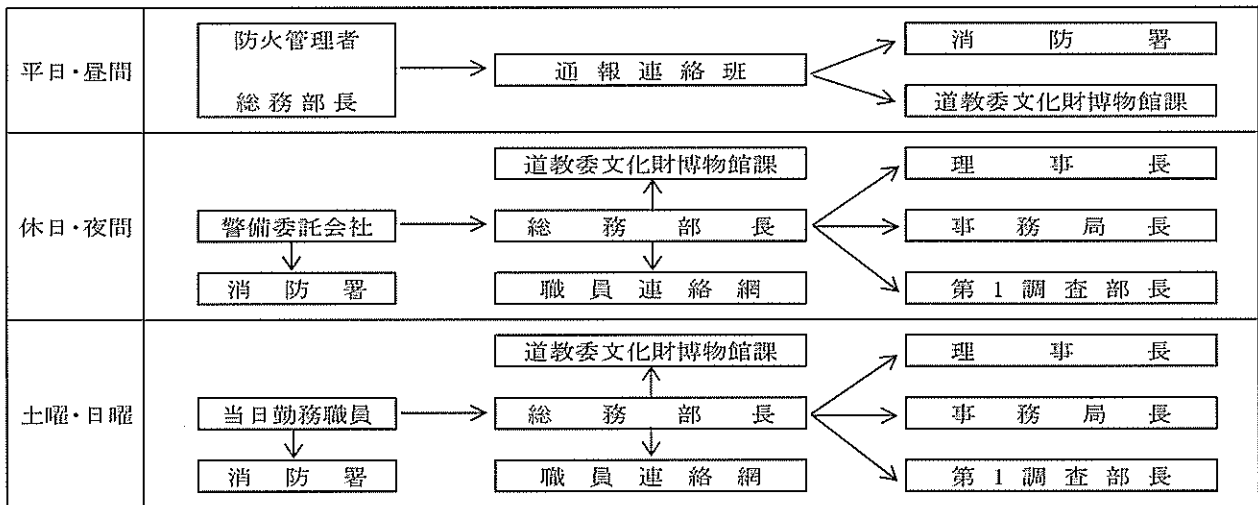 平日・昼間
防火管理者
総務部長
通報連絡班
消防署
道教委文化財博物館課
休日・夜間
道教委文化財博物館課
理事長
警備委託会社
総務部長
事務局長
消防署
職員連絡網
第1調査部長
土曜・日曜
道教委文化財博物館課
理事長
当日勤務職員
総務部長
事務局長
消防署
職員連絡網
第1調査部長